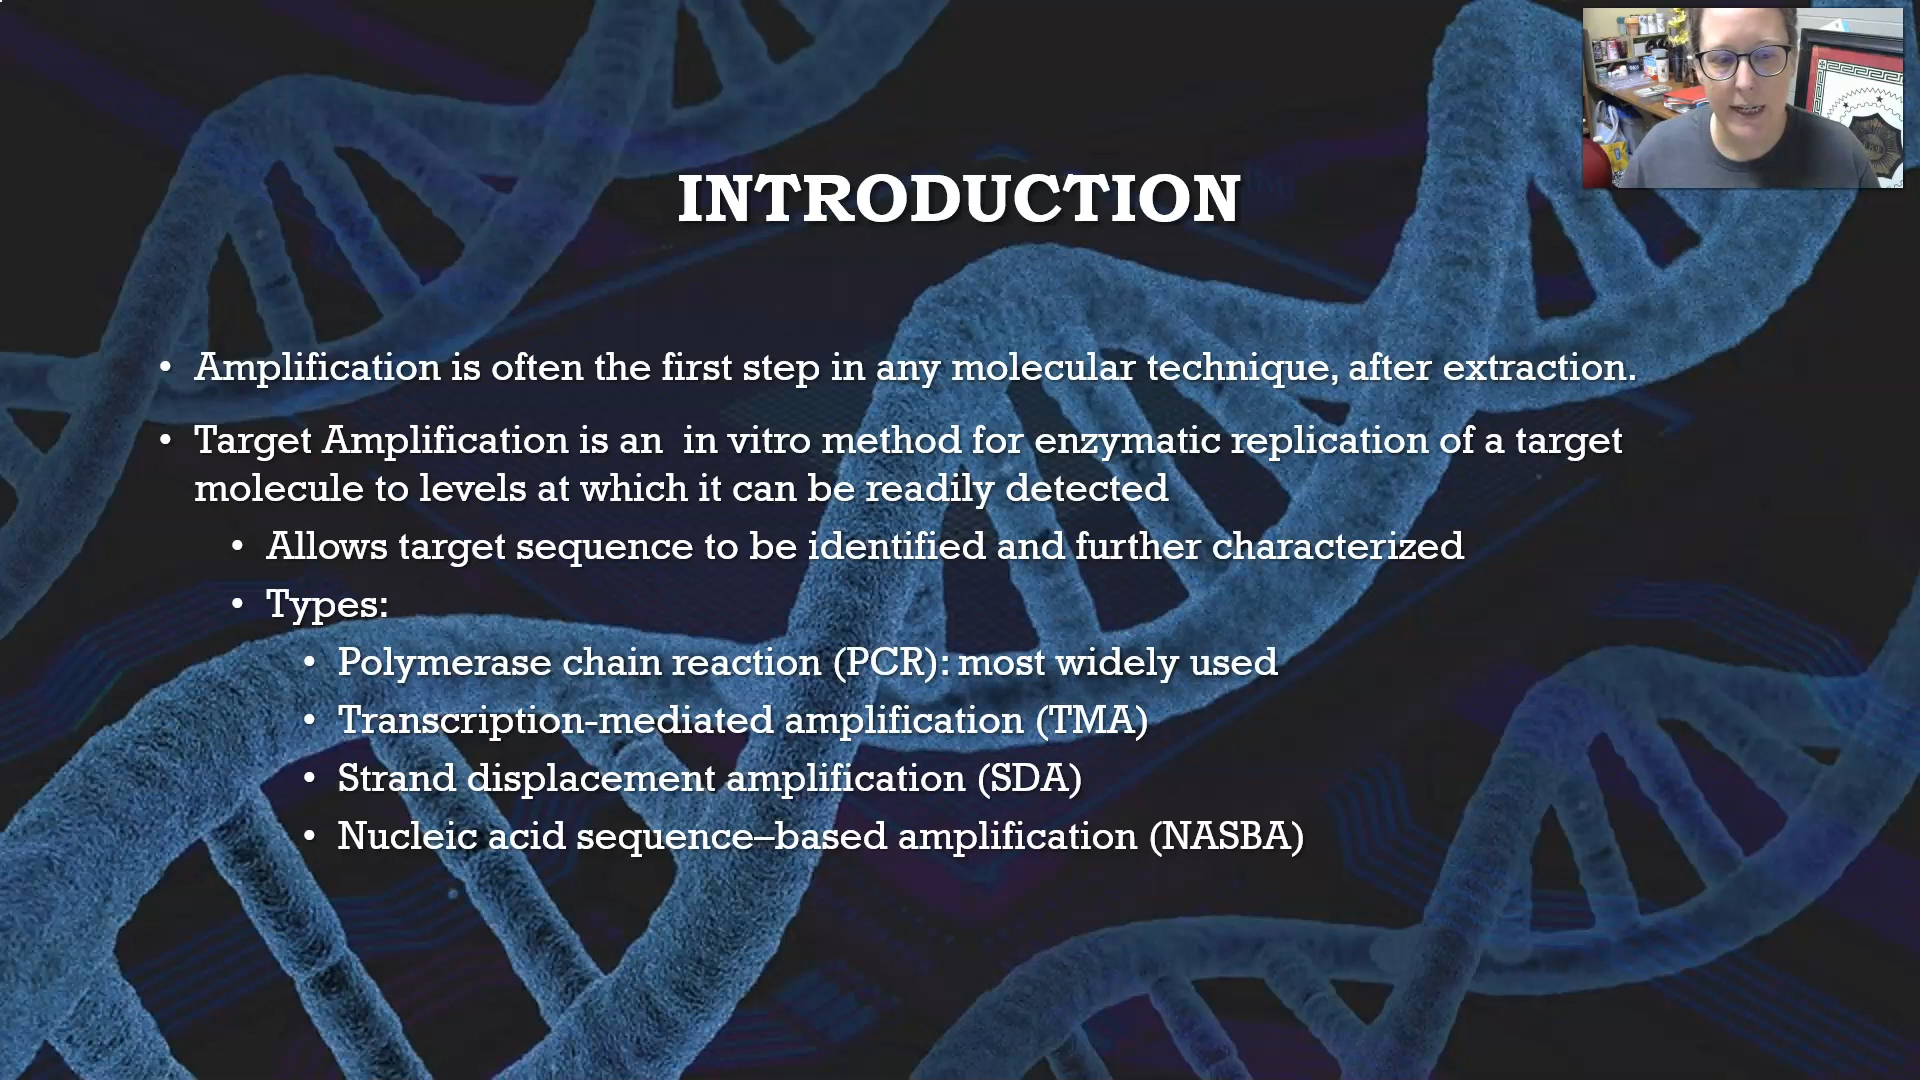 INTRODUCTION
• Amplification is often the first step in any molecular technique, after extraction.
• Target Amplification is an  in vitro method for enzymatic replication of a target
molecule to levels at which it can be readily detected
• Allows target sequence to be identified and further characterized
• Types:
• Polymerase chain reaction (PCR): most widely used
• Transcription-mediated amplification (TMA)
• Strand displacement amplification (SDA)
• Nucleic acid sequence–based amplification (NASBA)